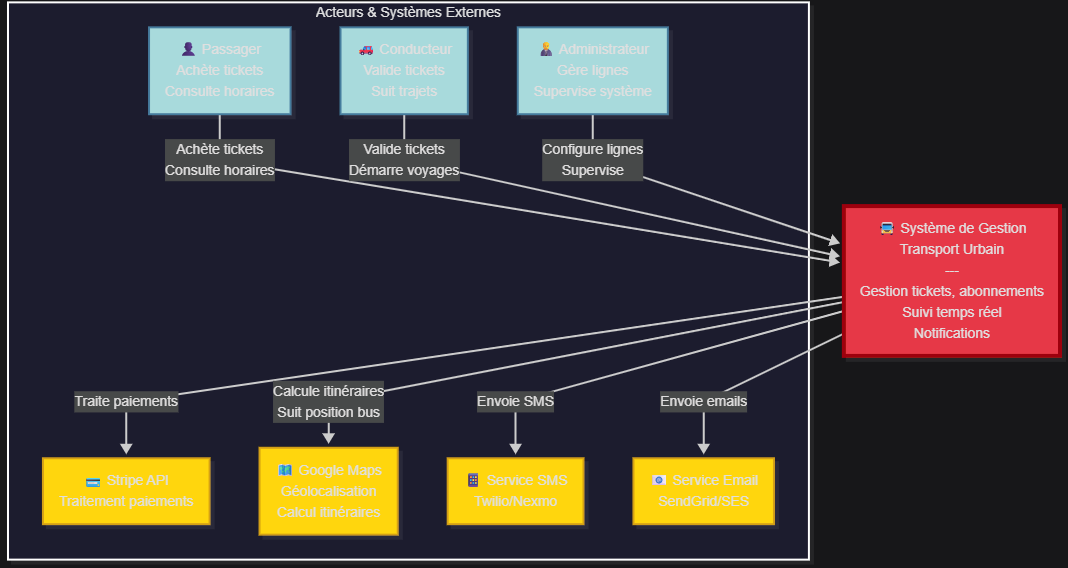 Acteurs & Systèmes Externes
Passager
Achète tickets
Consulte horaires
Conducteur
Valide tickets
Suit trajets
Administrateur
Gère lignes
Supervise système
Achète tickets
Consulte horaires
Valide tickets
Démarre voyages
Configure lignes
Supervise
Système de Gestion
Transport Urbain
---
Gestion tickets, abonnements
Suivi temps réel
Notifications
Traite paiements
Calcule itinéraires
Suit position bus
Envoie SMS
Envoie emails
Stripe API
Traitement paiements
Google Maps
Géolocalisation
Calcul itinéraires
Service SMS
Twilio/Nexmo
Service Email
SendGrid/SES